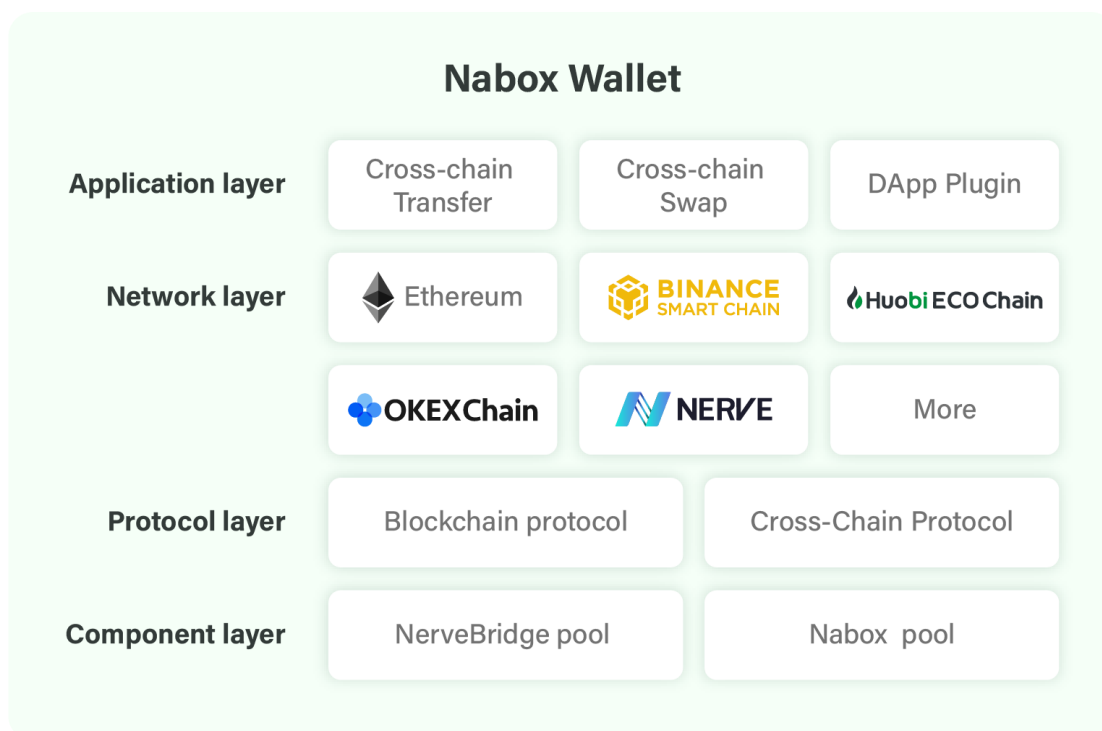 Nabox Wallet
Application layer
Cross-chain
Transfer
Cross-chain
Swap
DApp Plugin
Network layer
Ethereum
BINANCE
SMART CHAIN
Huobi ECO Chain
OKEXChain
NERVE
More
Protocol layer
Blockchain protocol
Cross-Chain Protocol
Component layer
NerveBridge pool
Nabox pool